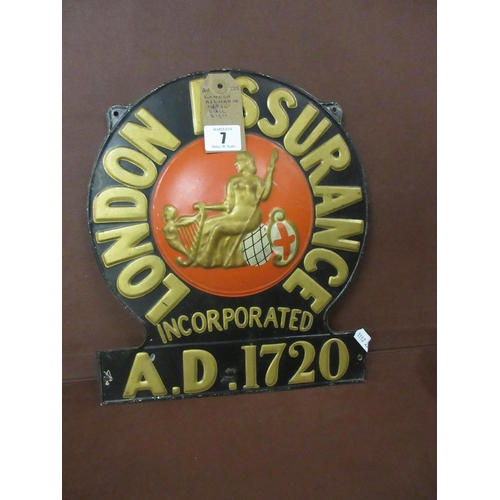 LONDON ASSURANCE
INCORPORATED
A.D. 1720
7